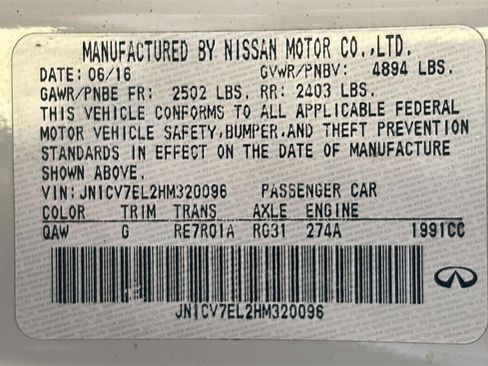 MANUFACTURED BY NISSAN MOTOR CO.,LTD.
DATE: 06/16 GVWR/PNBV: 4894 LBS.
GAWR/PNBE FR: 2502 LBS. RR: 2403 LBS.
THIS VEHICLE CONFORMS TO ALL APPLICABLE FEDERAL
MOTOR VEHICLE SAFETY,BUMPER,AND THEFT PREVENTION
STANDARDS IN EFFECT ON THE DATE OF MANUFACTURE
SHOWN ABOVE.
VIN: JN1CV7EL2HM320096 PASSENGER CAR
COLOR TRIM TRANS AXLE ENGINE
QAW G RE7R01A RG31 274A 1991CC
JN1CV7EL2HM320096